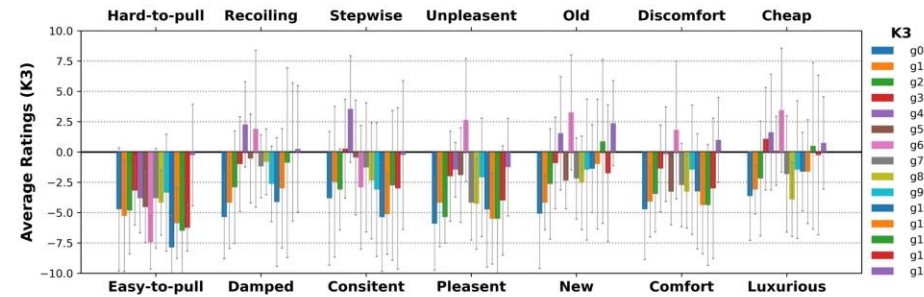 Hard-to-pull Recoiling Stepwise Unpleasent Old Discomfort Cheap
K3
10.0
7.5
5.0
2.5
0.0
−2.5
−5.0
−7.5
−10.0
Average Ratings (K3)
g0
g1
g2
g3
g4
g5
g6
g7
g8
g9
g1
g1
g1
g1
g1
Easy-to-pull Damped Consitent Pleasent New Comfort Luxurious